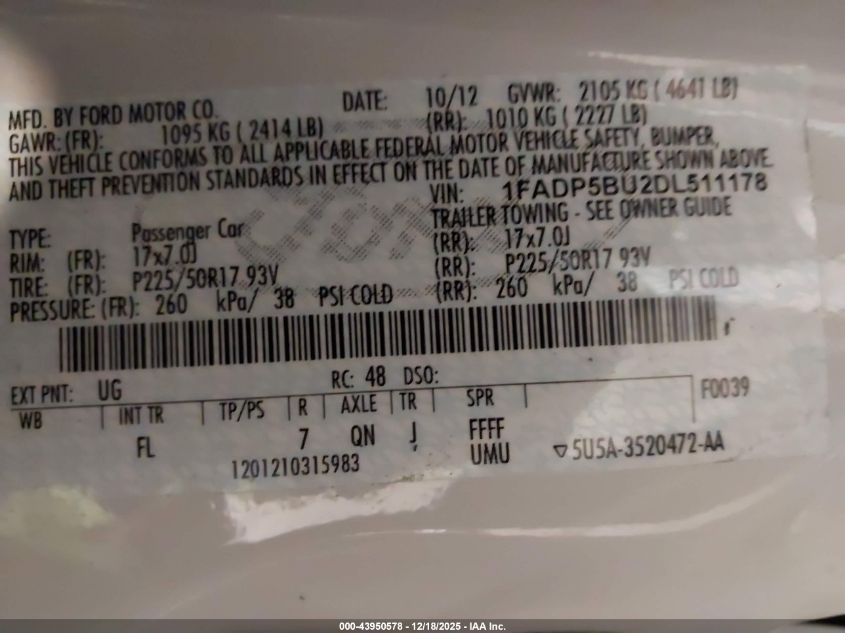 MFD. BY FORD MOTOR CO. DATE: 10/12 GVWR: 2105 KG ( 4641 LB)
GAWR: (FR): 1095 KG ( 2414 LB) (RR): 1010 KG ( 2227 LB)
THIS VEHICLE CONFORMS TO ALL APPLICABLE FEDERAL MOTOR VEHICLE SAFETY, BUMPER,
AND THEFT PREVENTION STANDARDS IN EFFECT ON THE DATE OF MANUFACTURE SHOWN ABOVE.
VIN: 1FADP5BU2DL511178
TYPE: Passenger Car TRAILER TOWING - SEE OWNER GUIDE
RIM: (FR): 17x7.0J (RR): 17x7.0J
TIRE: (FR): P225/50R17 93V (RR): P225/50R17 93V
PRESSURE: (FR): 260 kPa/ 38 PSI COLD (RR): 260 kPa/ 38 PSI COLD
EXT PNT: UG RC: 48 DSO: F0039
WB INT TR TP/PS R AXLE TR SPR
FL 7 QN J FFFF
1201210315983 UMU ▽5U5A-3520472-AA
000-43950578 - 12/18/2025 - IAA Inc.